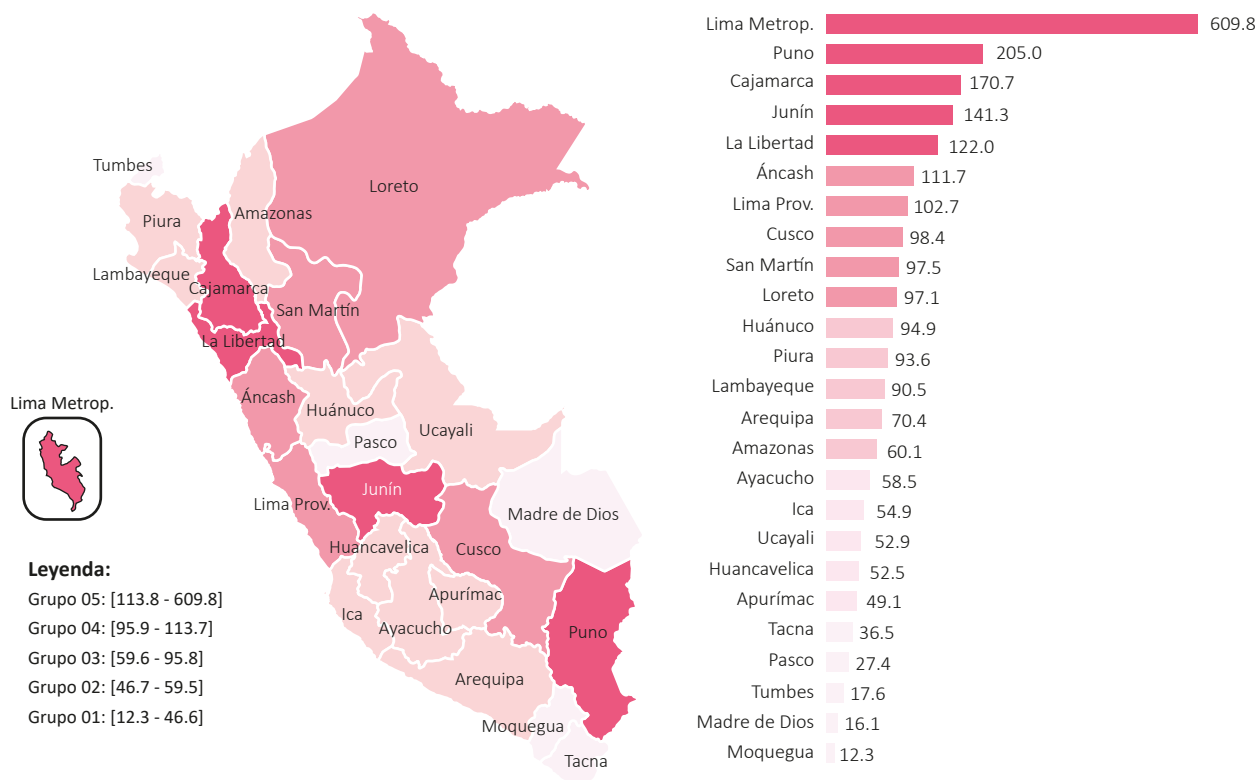 Tumbes
Piura
Amazonas
Loreto
Lambayeque
Cajamarca
San Martín
La Libertad
Áncash
Huánuco
Ucayali
Pasco
Lima Metrop.
Lima Prov.
Junín
Madre de Dios
Huancavelica
Cusco
Apurímac
Ica
Ayacucho
Puno
Arequipa
Moquegua
Tacna
Leyenda:
Grupo 05: [113.8 - 609.8]
Grupo 04: [95.9 - 113.7]
Grupo 03: [59.6 - 95.8]
Grupo 02: [46.7 - 59.5]
Grupo 01: [12.3 - 46.6]
Lima Metrop. 609.8
Puno 205.0
Cajamarca 170.7
Junín 141.3
La Libertad 122.0
Áncash 111.7
Lima Prov. 102.7
Cusco 98.4
San Martín 97.5
Loreto 97.1
Huánuco 94.9
Piura 93.6
Lambayeque 90.5
Arequipa 70.4
Amazonas 60.1
Ayacucho 58.5
Ica 54.9
Ucayali 52.9
Huancavelica 52.5
Apurímac 49.1
Tacna 36.5
Pasco 27.4
Tumbes 17.6
Madre de Dios 16.1
Moquegua 12.3